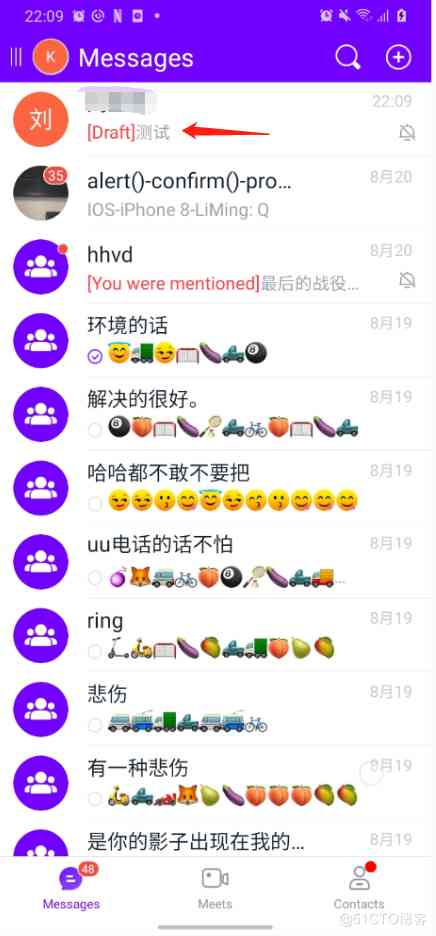 22:09
K
Messages
刘
22:09
[Draft]测试
35
alert()-confirm()-pro...
8月20
IOS-iPhone 8-LiMing: Q
hhvd
8月20
[You were mentioned]最后的战役...
环境的话
8月19
解决的很好。
8月19
哈哈都不敢不要把
8月19
uu电话的话不怕
8月19
...
ring
8月19
悲伤
8月19
有一种悲伤
8月19
是你的影子出现在我的...
8月19
48
Messages
Meets
Contacts
@51CTO博客